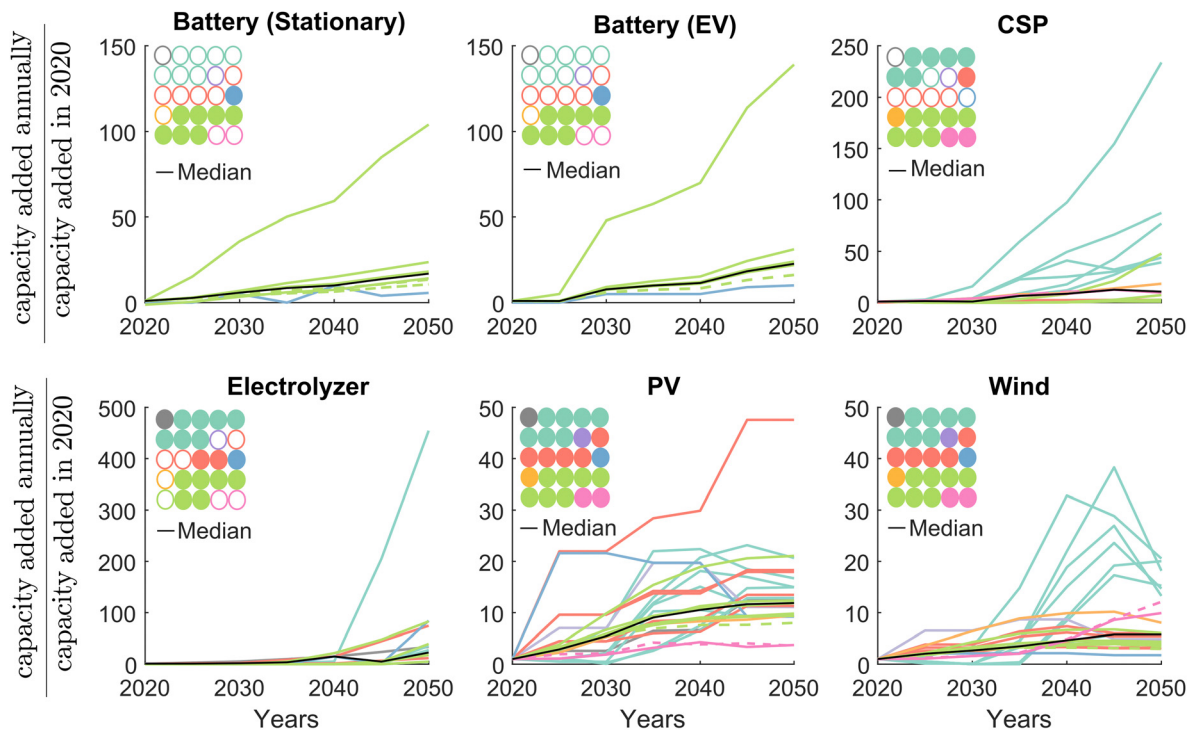 capacity added annually
capacity added in 2020
Battery (Stationary)
150
100
50
0
2020 2030 2040 2050
Median
Battery (EV)
150
100
50
0
2020 2030 2040 2050
Median
CSP
250
200
150
100
50
0
2020 2030 2040 2050
Median
capacity added annually
capacity added in 2020
Electrolyzer
500
400
300
200
100
0
2020 2030 2040 2050
Years
Median
PV
50
40
30
20
10
0
2020 2030 2040 2050
Years
Median
Wind
50
40
30
20
10
0
2020 2030 2040 2050
Years
Median